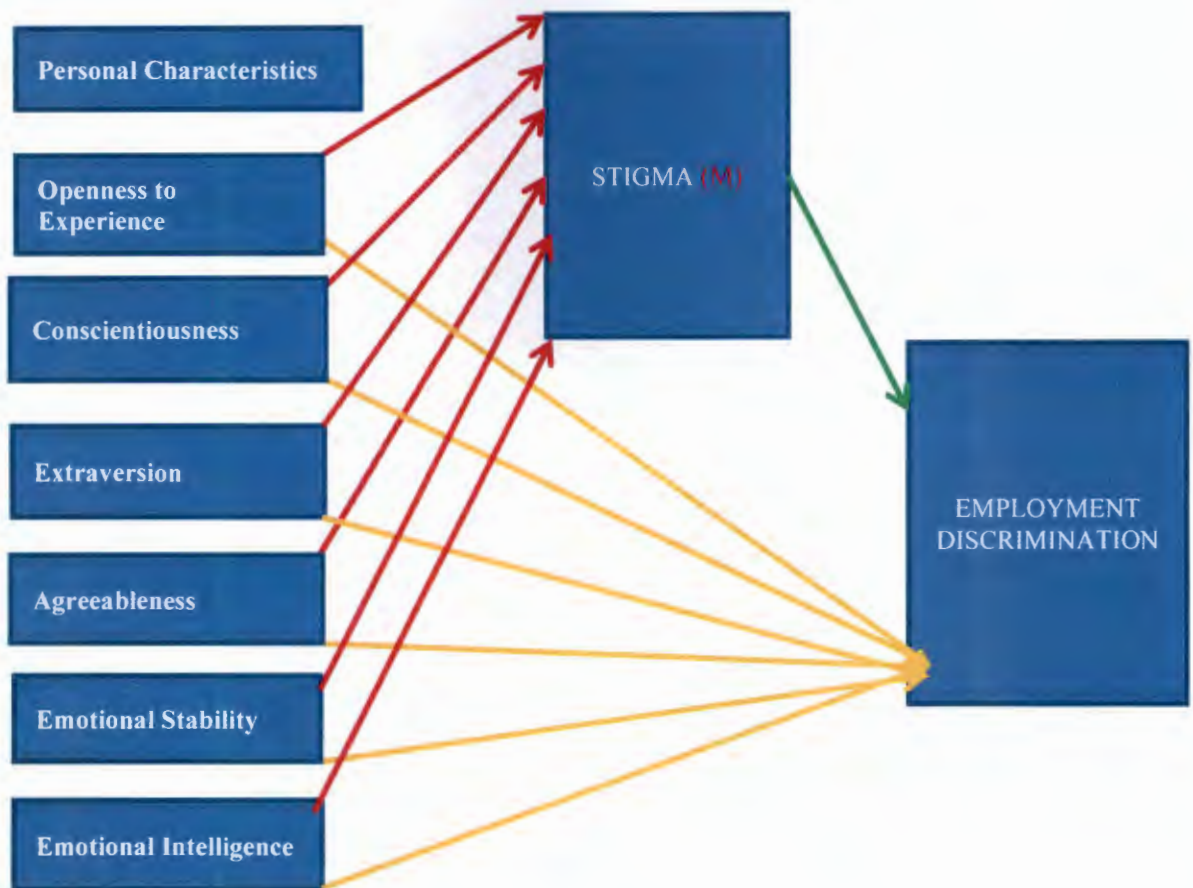 Personal Characteristics
Openness to
Experience
Conscientiousness
Extraversion
Agreeableness
Emotional Stability
Emotional Intelligence
STIGMA (M)
EMPLOYMENT
DISCRIMINATION